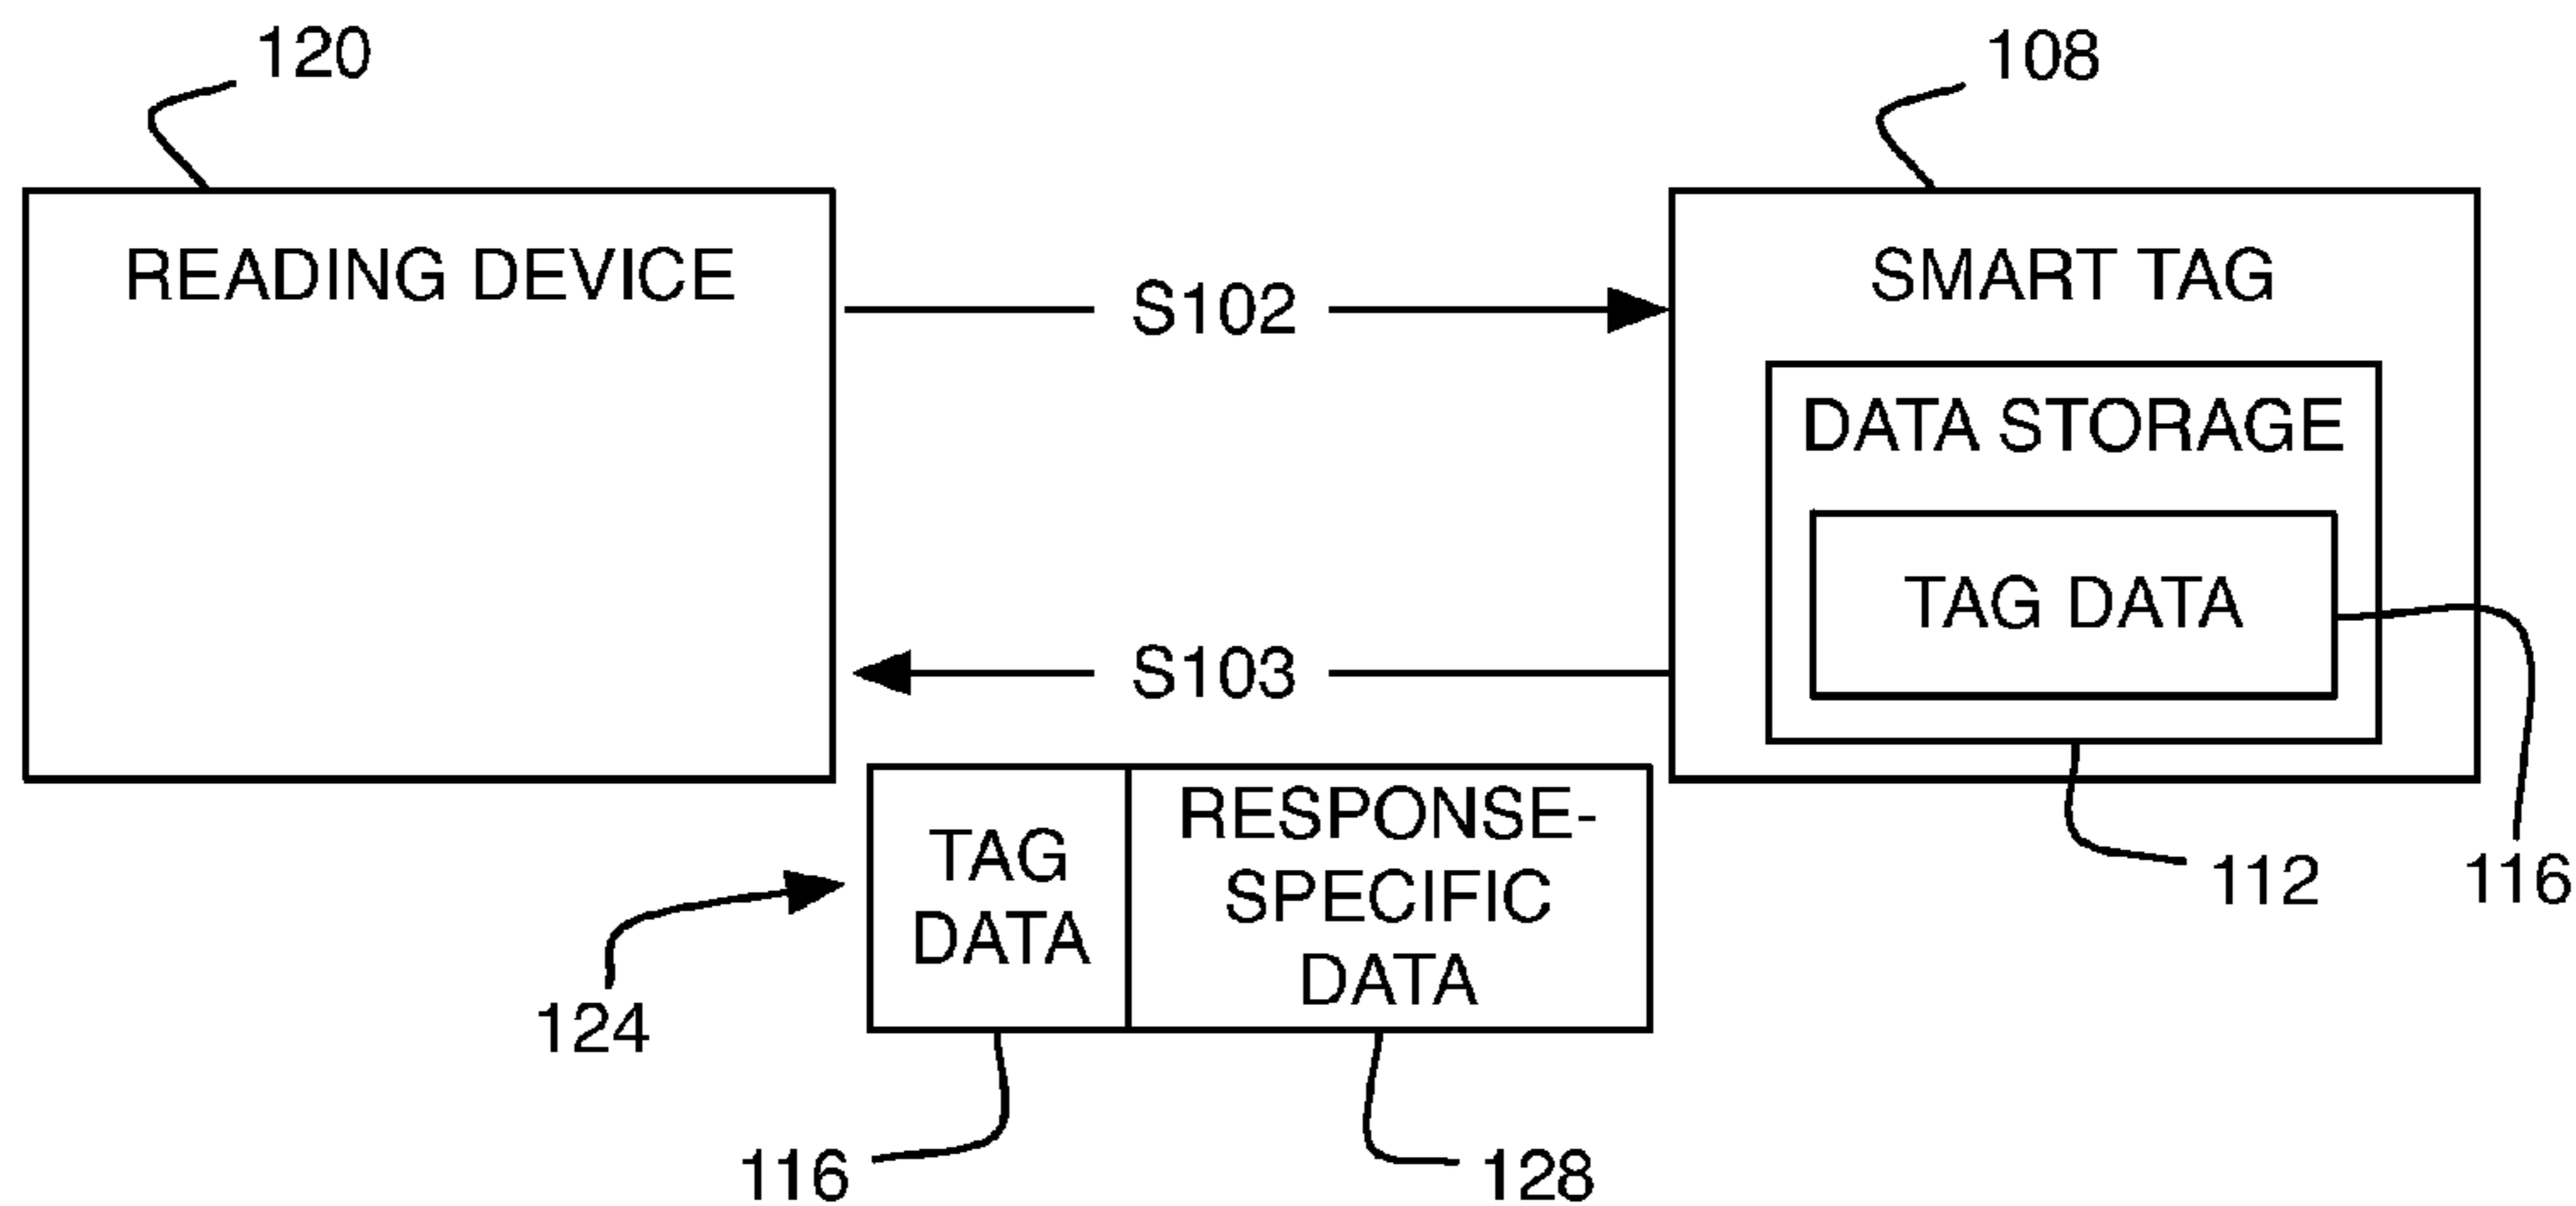 120
108
READING DEVICE
S102
SMART TAG
DATA STORAGE
TAG DATA
S103
112
116
TAG
DATA
RESPONSE-
SPECIFIC
DATA
124
116
128